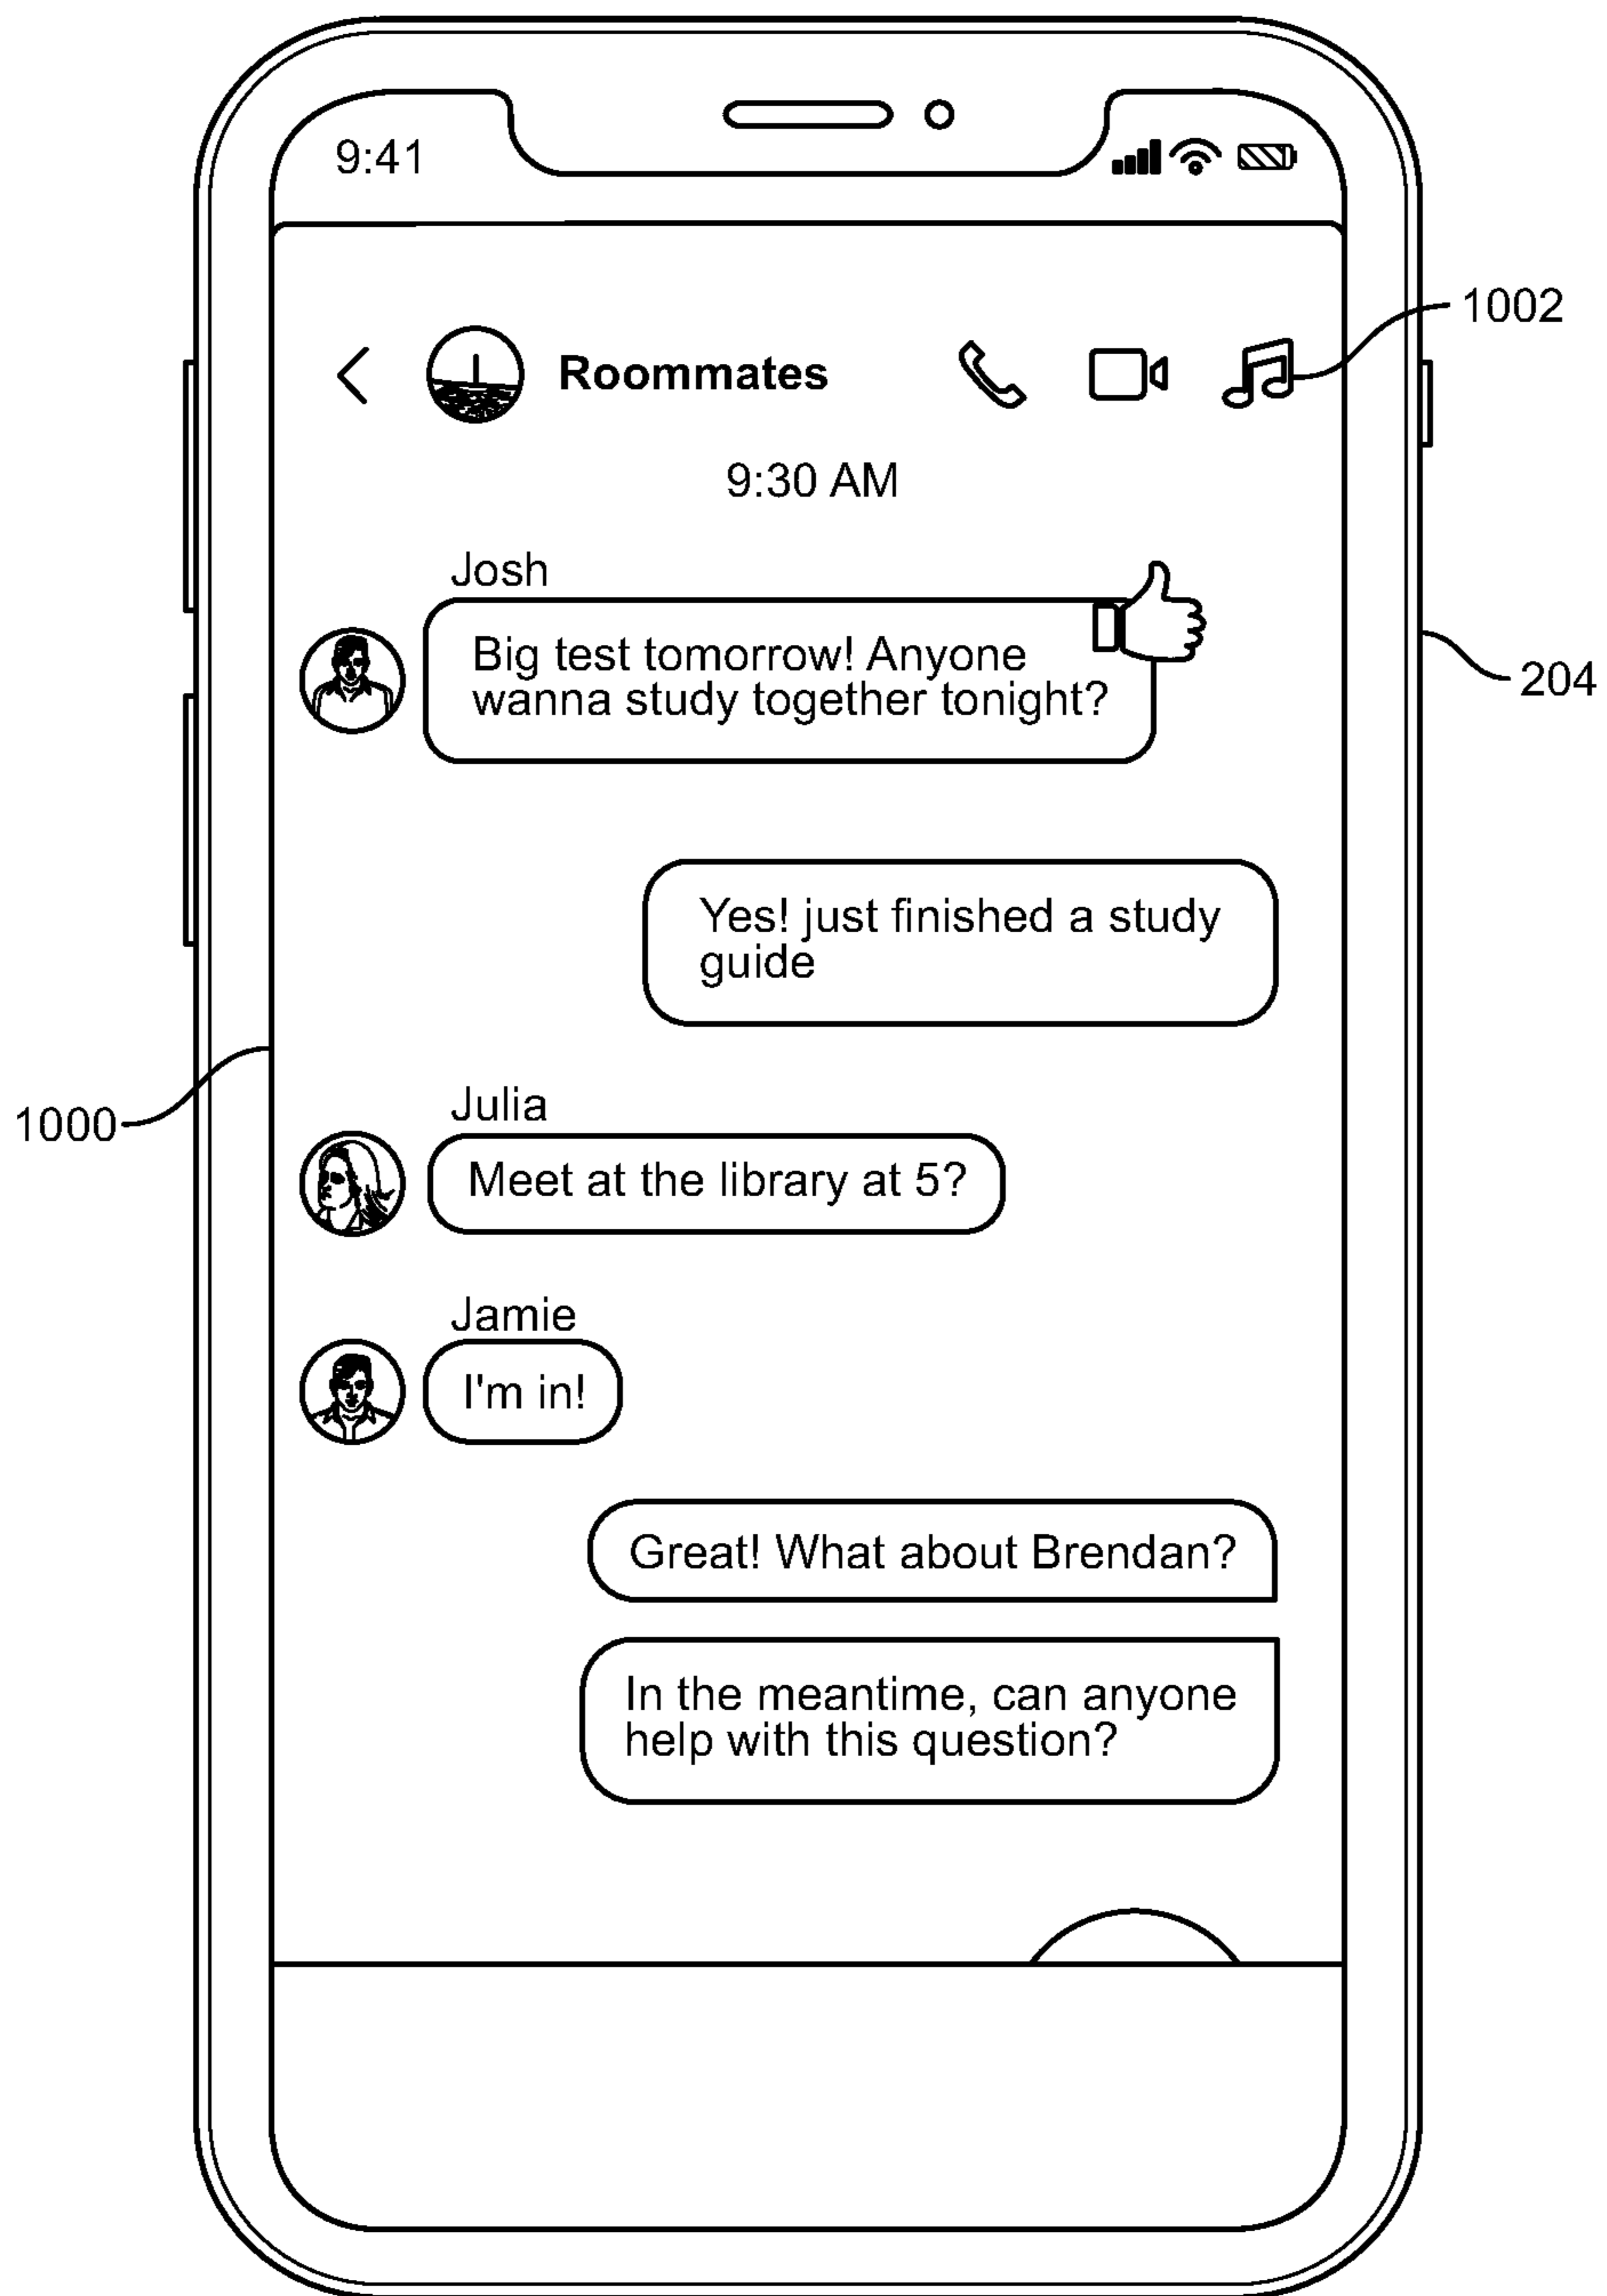 9:41
1002
Roommates
9:30 AM
Josh
Big test tomorrow! Anyone
wanna study together tonight?
204
Yes! just finished a study
guide
1000
Julia
Meet at the library at 5?
Jamie
I'm in!
Great! What about Brendan?
In the meantime, can anyone
help with this question?